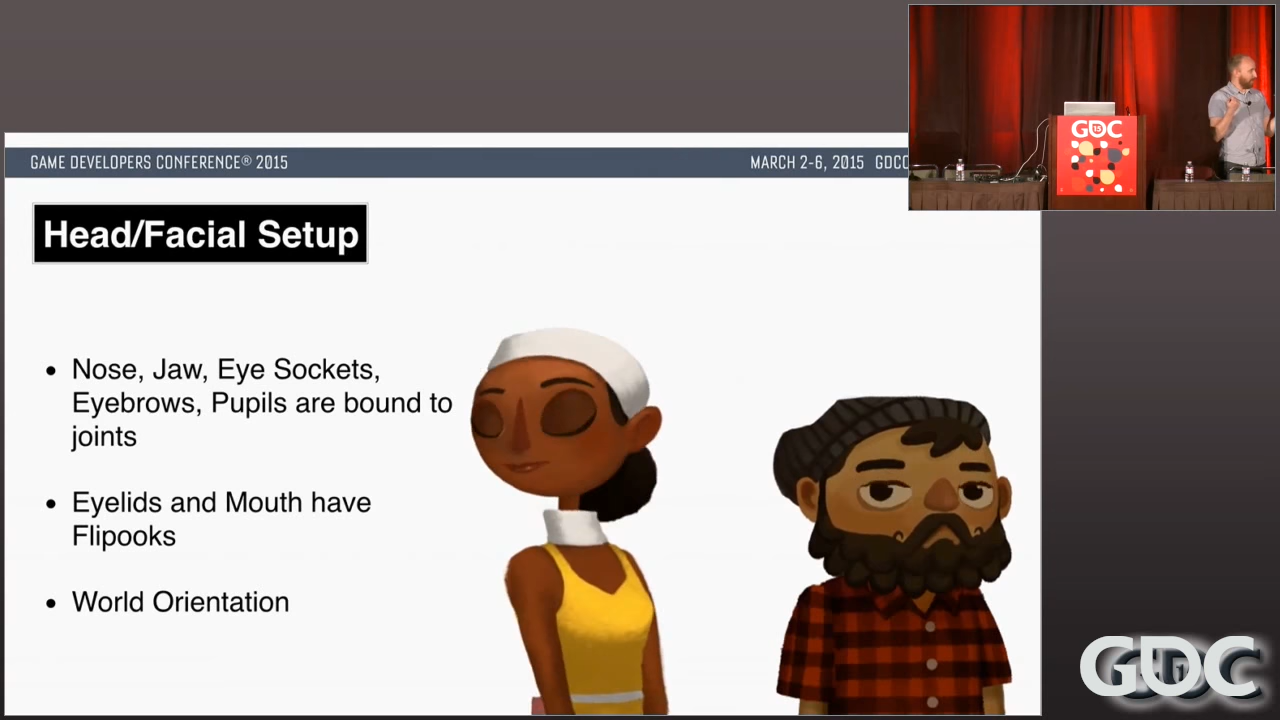 GAME DEVELOPERS CONFERENCE® 2015
MARCH 2-6, 2015 GDCO
Head/Facial Setup
• Nose, Jaw, Eye Sockets,
Eyebrows, Pupils are bound to
joints
• Eyelids and Mouth have
Flipooks
• World Orientation
GDC
15
GDC